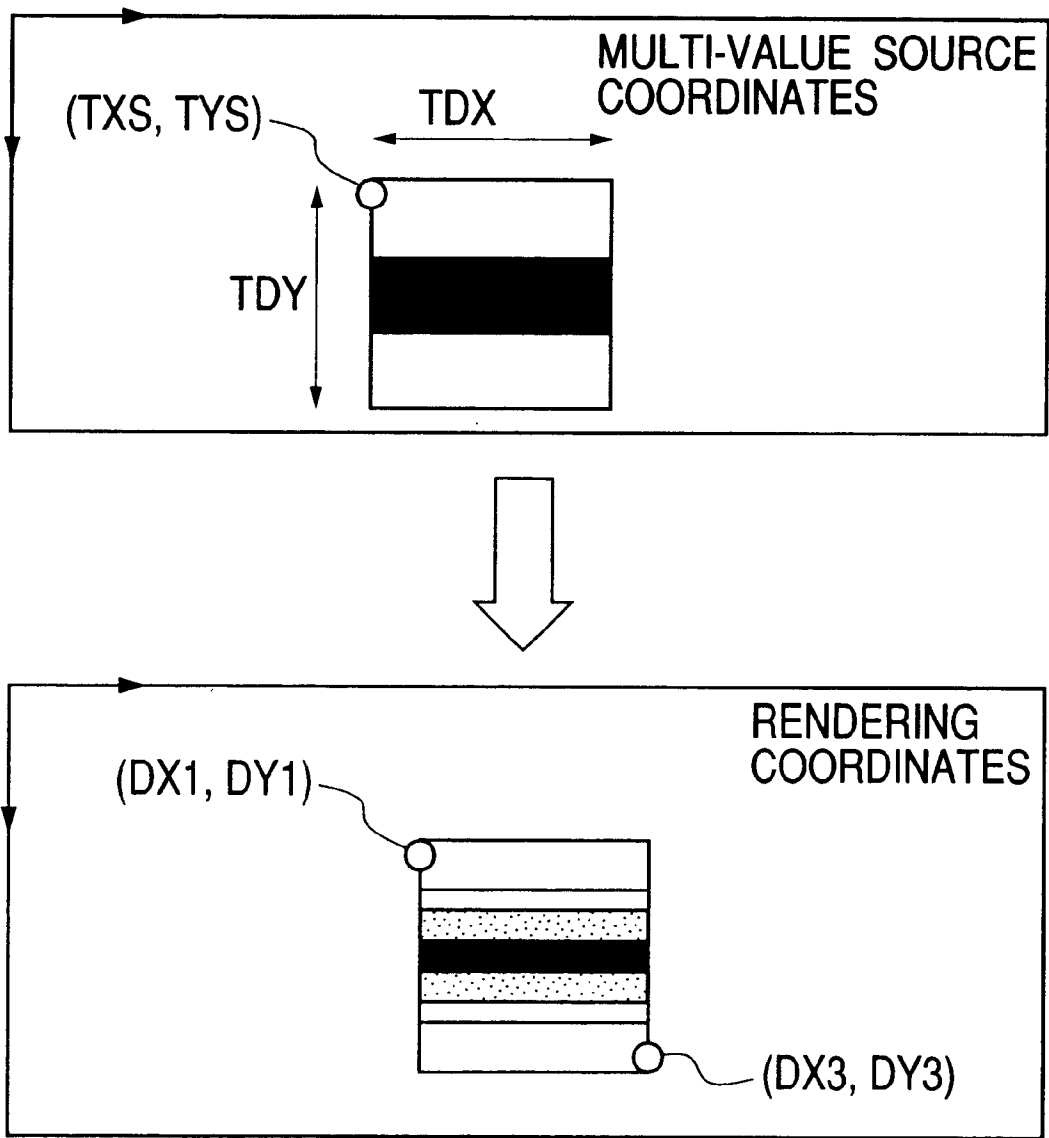 MULTI-VALUE SOURCE
COORDINATES
(TXS, TYS)
TDX
TDY
RENDERING
COORDINATES
(DX1, DY1)
(DX3, DY3)